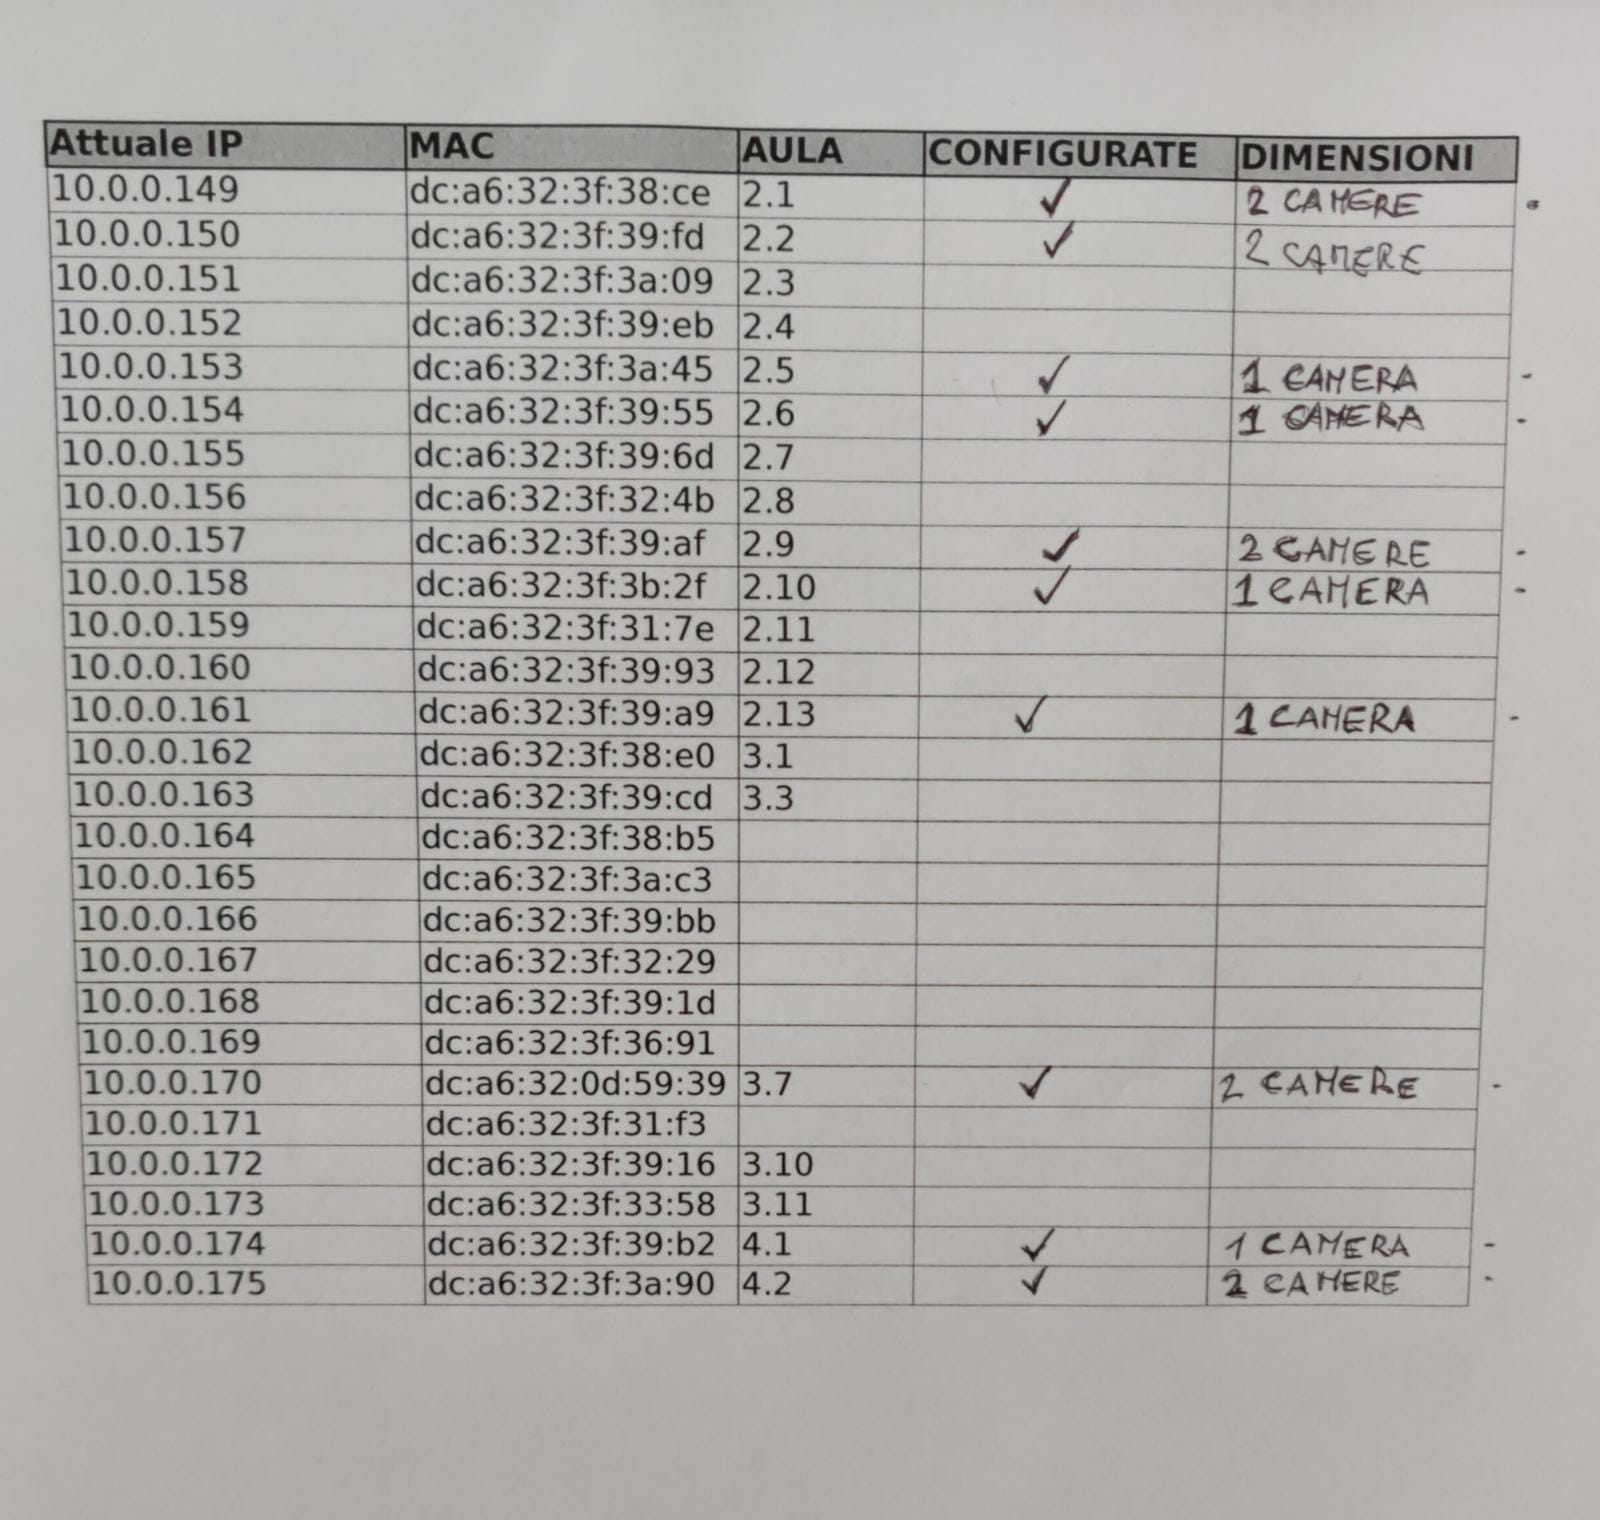 Attuale IP MAC AULA CONFIGURATE DIMENSIONI
10.0.0.149 dc:a6:32:3f:38:ce 2.1 ✓ 2 CAMERE
10.0.0.150 dc:a6:32:3f:39:fd 2.2 ✓ 2 CAMERE
10.0.0.151 dc:a6:32:3f:3a:09 2.3
10.0.0.152 dc:a6:32:3f:39:eb 2.4
10.0.0.153 dc:a6:32:3f:3a:45 2.5 ✓ 1 CAMERA -
10.0.0.154 dc:a6:32:3f:39:55 2.6 ✓ 1 CAMERA -
10.0.0.155 dc:a6:32:3f:39:6d 2.7
10.0.0.156 dc:a6:32:3f:32:4b 2.8
10.0.0.157 dc:a6:32:3f:39:af 2.9 ✓ 2 CAMERE -
10.0.0.158 dc:a6:32:3f:3b:2f 2.10 ✓ 1 CAMERA -
10.0.0.159 dc:a6:32:3f:31:7e 2.11
10.0.0.160 dc:a6:32:3f:39:93 2.12
10.0.0.161 dc:a6:32:3f:39:a9 2.13 ✓ 1 CAMERA -
10.0.0.162 dc:a6:32:3f:38:e0 3.1
10.0.0.163 dc:a6:32:3f:39:cd 3.3
10.0.0.164 dc:a6:32:3f:38:b5
10.0.0.165 dc:a6:32:3f:3a:c3
10.0.0.166 dc:a6:32:3f:39:bb
10.0.0.167 dc:a6:32:3f:32:29
10.0.0.168 dc:a6:32:3f:39:1d
10.0.0.169 dc:a6:32:3f:36:91
10.0.0.170 dc:a6:32:0d:59:39 3.7 ✓ 2 CAMERE -
10.0.0.171 dc:a6:32:3f:31:f3
10.0.0.172 dc:a6:32:3f:39:16 3.10
10.0.0.173 dc:a6:32:3f:33:58 3.11
10.0.0.174 dc:a6:32:3f:39:b2 4.1 ✓ 1 CAMERA -
10.0.0.175 dc:a6:32:3f:3a:90 4.2 ✓ 2 CAMERE -